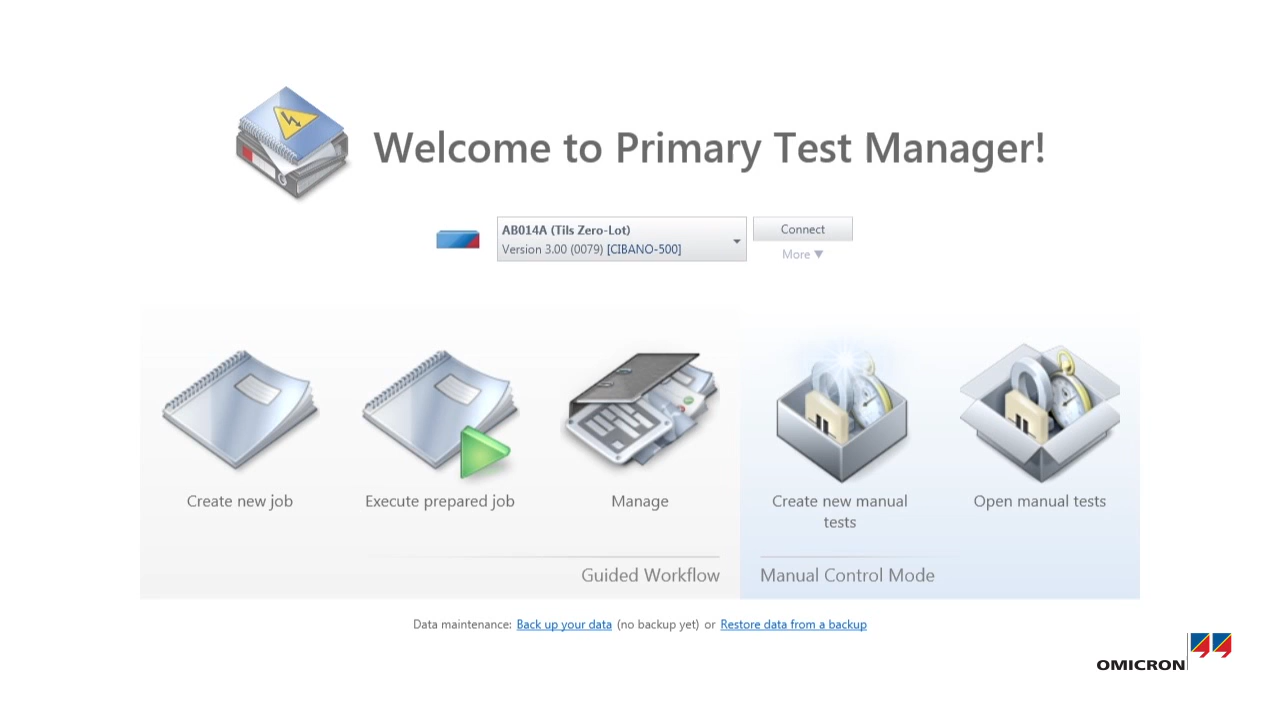 Welcome to Primary Test Manager!
AB014A (Tils Zero-Lot)
Version 3.00 (0079) [CIBANO-500]
Connect
More ▼
Create new job
Execute prepared job
Manage
Create new manual
tests
Open manual tests
Guided Workflow
Manual Control Mode
Data maintenance: Back up your data (no backup yet) or Restore data from a backup
OMICRON